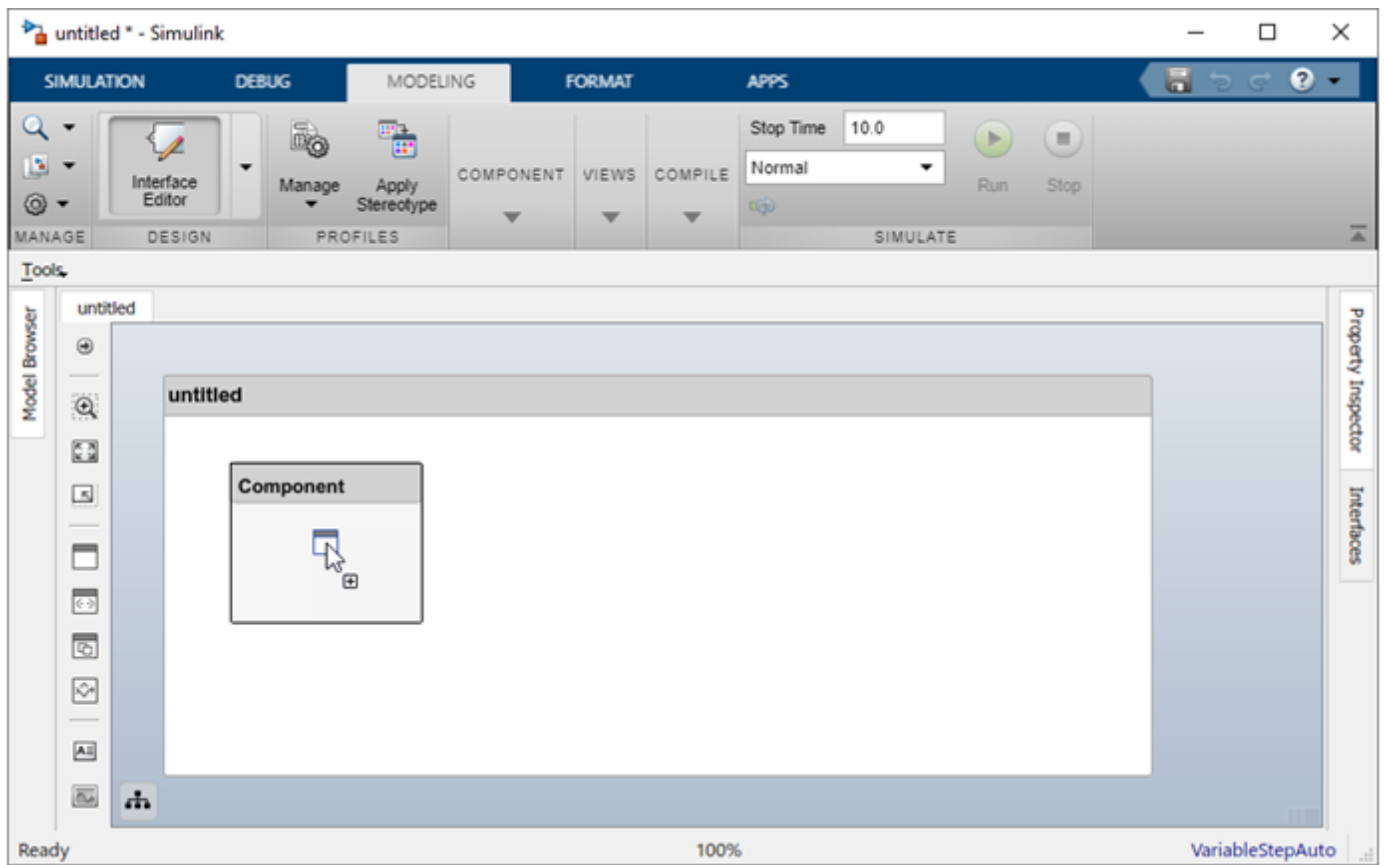 untitled * - Simulink
SIMULATION DEBUG MODELING FORMAT APPS
?
Stop Time 10.0
Normal
Interface
Editor
Manage
Apply
Stereotype
COMPONENT VIEWS COMPILE
Run Stop
MANAGE DESIGN PROFILES SIMULATE
Tools
Model Browser
untitled
untitled
Component
A
Property Inspector
Interfaces
Ready 100% VariableStepAuto